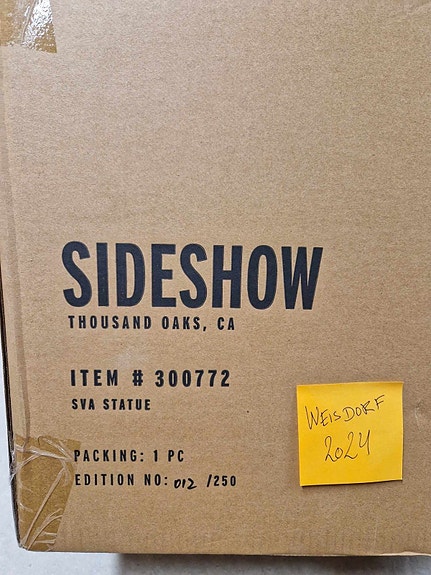 SIDESHOW
THOUSAND OAKS, CA
ITEM # 300772
SVA STATUE
PACKING: 1 PC
EDITION NO: 012 /250
WEISDORF
2024